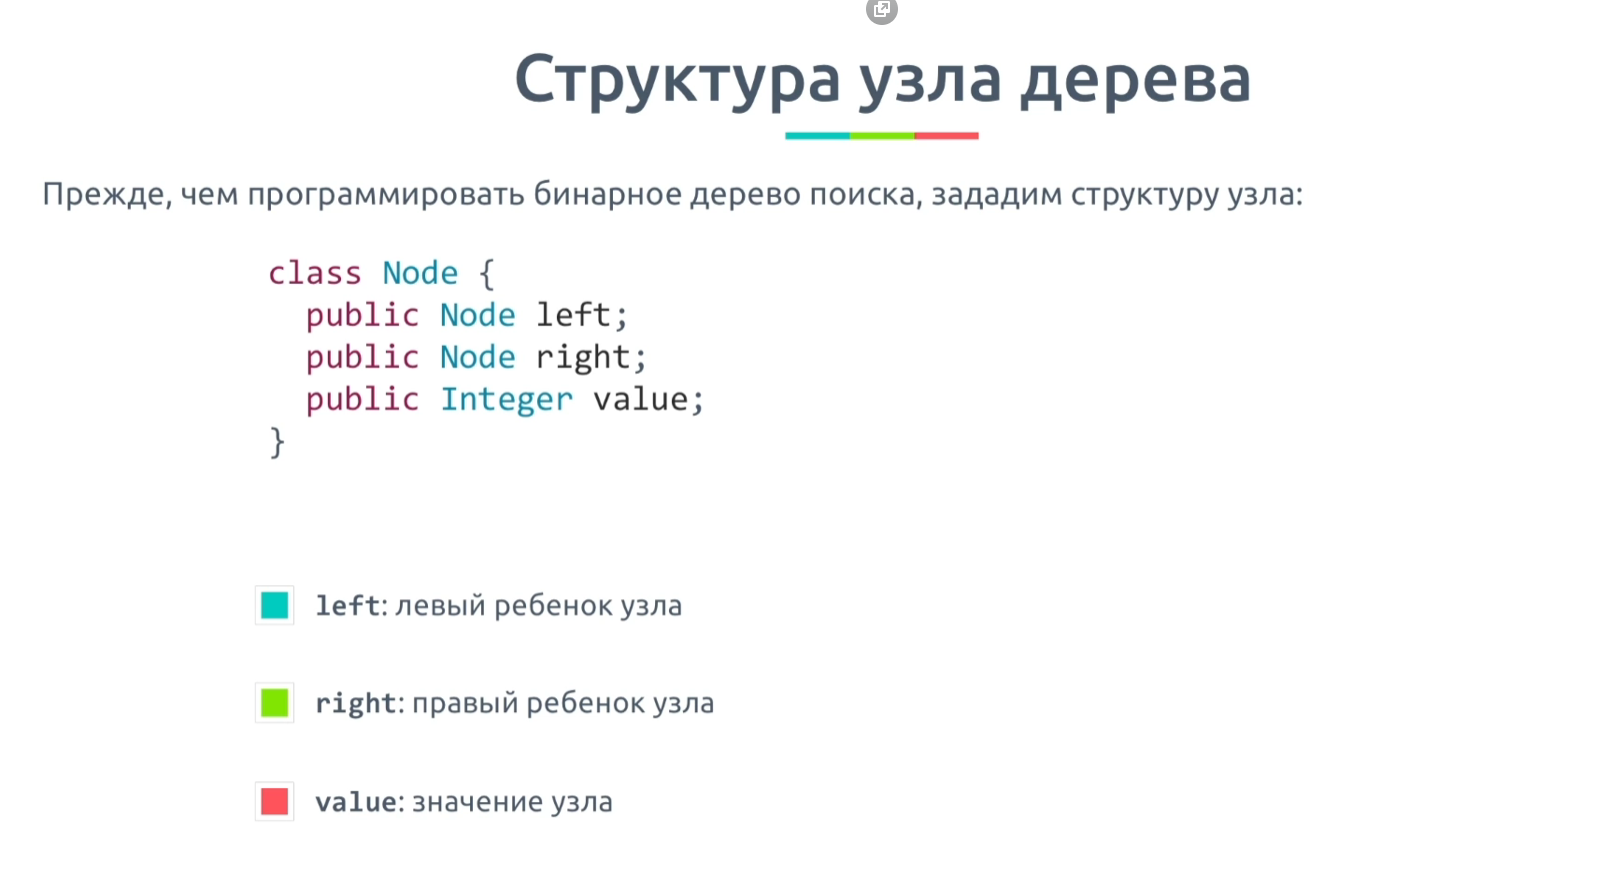 Структура узла дерева
Прежде, чем программировать бинарное дерево поиска, зададим структуру узла:
class Node {
  public Node left;
  public Node right;
  public Integer value;
}
left: левый ребенок узла
right: правый ребенок узла
value: значение узла